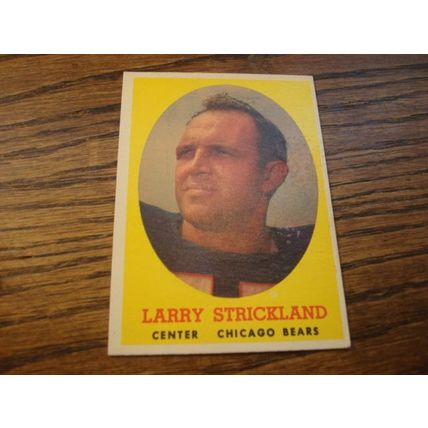 LARRY STRICKLAND
CENTER CHICAGO BEARS